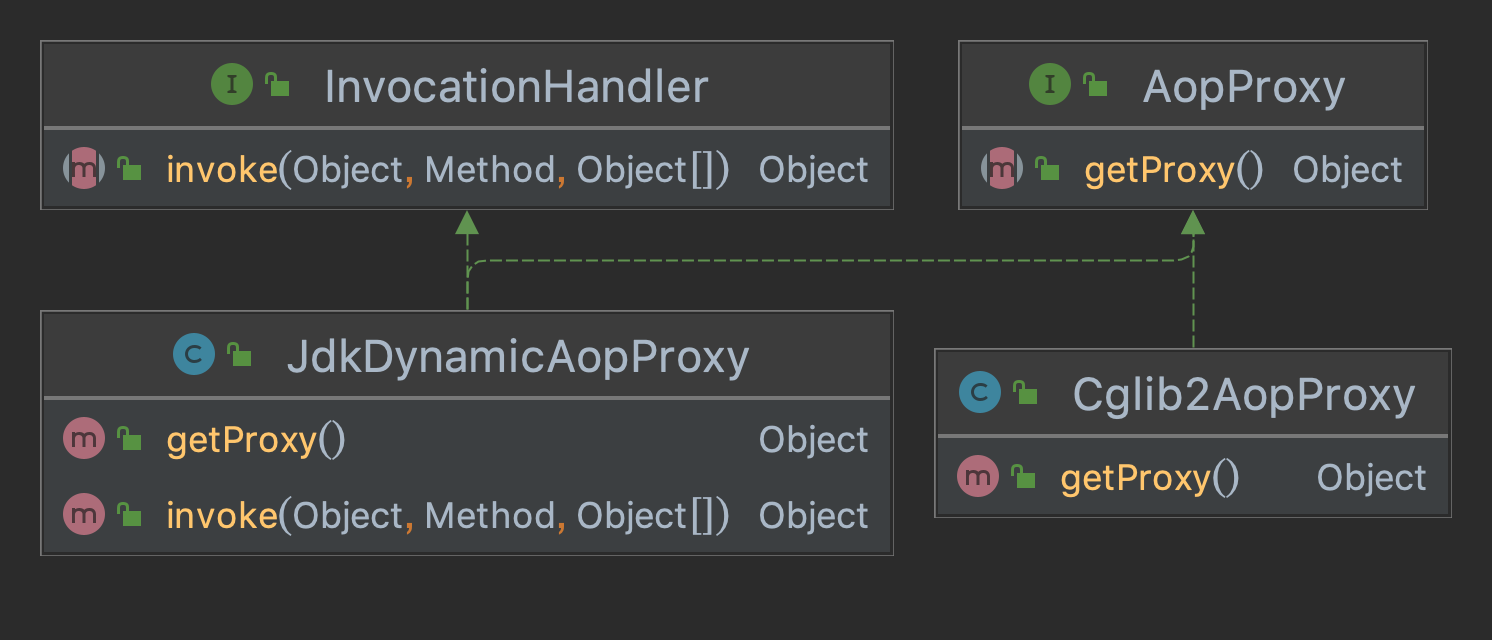 I InvocationHandler
m invoke(Object, Method, Object[]) Object
I AopProxy
m getProxy() Object
C JdkDynamicAopProxy
m getProxy() Object
m invoke(Object, Method, Object[]) Object
C Cglib2AopProxy
m getProxy() Object